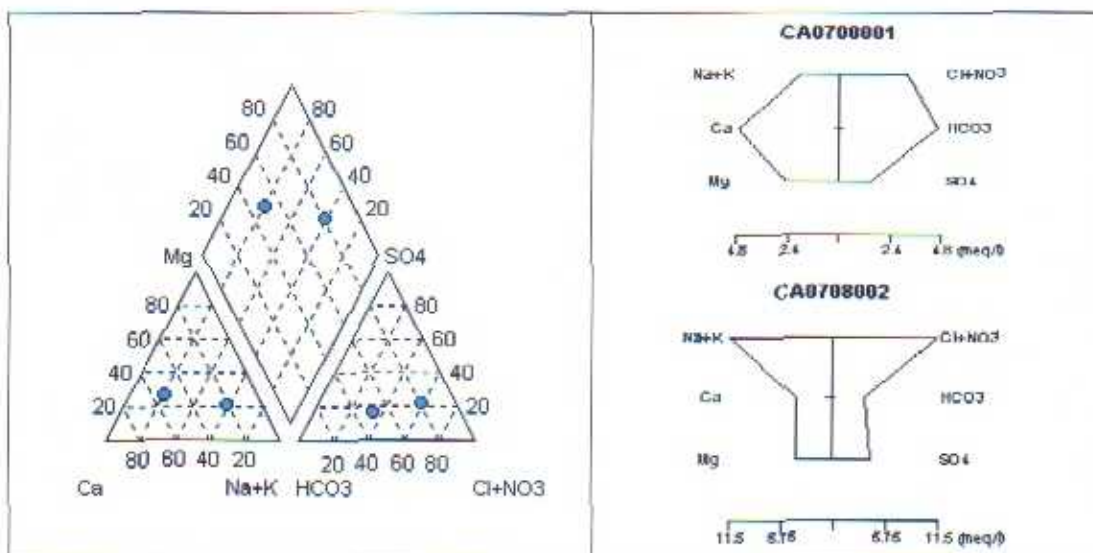 80 80
60 60
40 40
20 20
Mg SO4
80 80
60 60
40 40
20 20
80 60 40 20 20 40 60 80
Ca Na+K HCO3 Cl+NO3
CA0700001
Na+K Cl+NO3
Ca HCO3
Mg SO4
4.8 2.4 2.4 4.8 (meq/l)
CA0708002
Na+K Cl+NO3
Ca HCO3
Mg SO4
11.5 5.75 5.75 11.5 (meq/l)